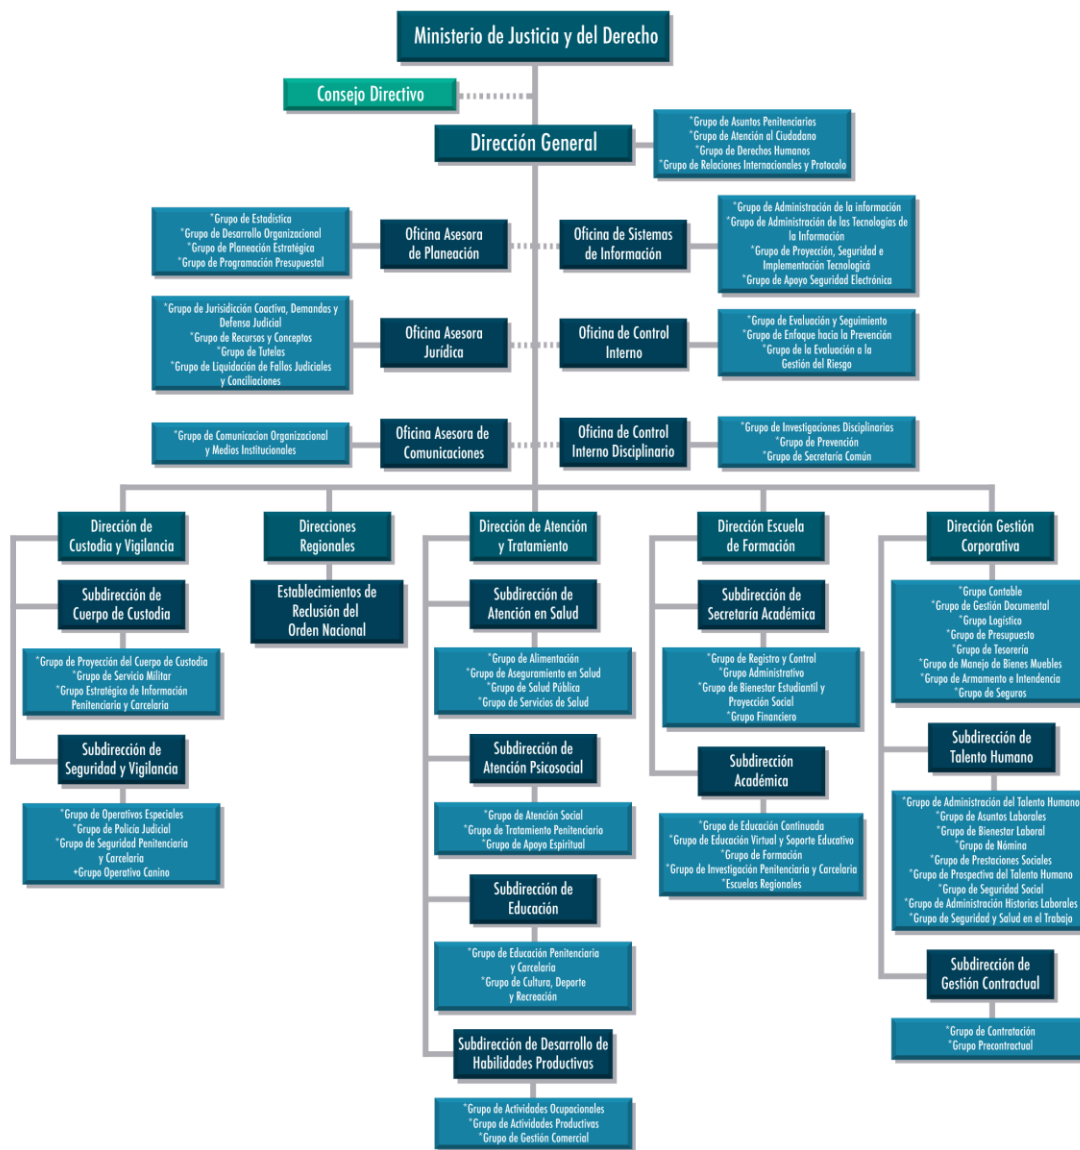 Ministerio de Justicia y del Derecho
Consejo Directivo
Dirección General
*Grupo de Asuntos Penitenciarios
*Grupo de Atención al Ciudadano
*Grupo de Derechos Humanos
*Grupo de Relaciones Internacionales y Protocolo
*Grupo de Estadística
*Grupo de Desarrollo Organizacional
*Grupo de Planeación Estratégica
*Grupo de Programación Presupuestal
Oficina Asesora
de Planeación
Oficina de Sistemas
de Información
*Grupo de Administración de la información
*Grupo de Administración de las Tecnologías de
la Información
*Grupo de Proyección, Seguridad e
Implementación Tecnologicá
*Grupo de Apoyo Seguridad Electrónica
*Grupo de Jurisidicción Coactiva, Demandas y
Defensa Judicial
*Grupo de Recursos y Conceptos
*Grupo de Tutelas
*Grupo de Liquidación de Fallos Judiciales
y Conciliaciones
Oficina Asesora
Jurídica
Oficina de Control
Interno
*Grupo de Evaluación y Seguimiento
*Grupo de Enfoque hacia la Prevención
*Grupo de la Evaluación a la
Gestión del Riesgo
*Grupo de Comunicacion Organizacional
y Medios Institucionales
Oficina Asesora de
Comunicaciones
Oficina de Control
Interno Disciplinario
*Grupo de Investigaciones Disciplinarias
*Grupo de Prevención
*Grupo de Secretaría Común
Dirección de
Custodia y Vigilancia
Subdirección de
Cuerpo de Custodia
*Grupo de Proyección del Cuerpo de Custodia
*Grupo de Servicio Militar
*Grupo Estratégico de Información
Penitenciaria y Carcelaria
Subdirección de
Seguridad y Vigilancia
*Grupo de Operativos Especiales
*Grupo de Policía Judicial
*Grupo de Seguridad Penitenciaria
y Carcelaria
+Grupo Operativo Canino
Direcciones
Regionales
Establecimientos de
Reclusión del
Orden Nacional
Dirección de Atención
y Tratamiento
Subdirección de
Atención en Salud
*Grupo de Alimentación
*Grupo de Aseguramiento en Salud
*Grupo de Salud Pública
*Grupo de Servicios de Salud
Subdirección de
Atención Psicosocial
*Grupo de Atención Social
*Grupo de Tratamiento Penitenciario
*Grupo de Apoyo Espiritual
Subdirección de
Educación
*Grupo de Educación Penitenciaria
y Carcelaria
*Grupo de Cultura, Deporte
y Recreación
Subdirección de Desarrollo de
Habilidades Productivas
*Grupo de Actividades Ocupacionales
*Grupo de Actividades Productivas
*Grupo de Gestión Comercial
Dirección Escuela
de Formación
Subdirección de
Secretaría Académica
*Grupo de Registro y Control
*Grupo Administrativo
*Grupo de Bienestar Estudiantil y
Proyección Social
*Grupo Financiero
Subdirección
Académica
*Grupo de Educación Continuada
*Grupo de Educación Virtual y Soporte Educativo
*Grupo de Formación
*Grupo de Investigación Penitenciaria y Carcelaria
*Escuelas Regionales
Dirección Gestión
Corporativa
*Grupo Contable
*Grupo de Gestión Documental
*Grupo Logístico
*Grupo de Presupuesto
*Grupo de Tesorería
*Grupo de Manejo de Bienes Muebles
*Grupo de Armamento e Intendencia
*Grupo de Seguros
Subdirección de
Talento Humano
*Grupo de Administración del Talento Humano
*Grupo de Asuntos Laborales
*Grupo de Bienestar Laboral
*Grupo de Nómina
*Grupo de Prestaciones Sociales
*Grupo de Prospectiva del Talento Humano
*Grupo de Seguridad Social
*Grupo de Administración Historias Laborales
*Grupo de Seguridad y Salud en el Trabajo
Subdirección de
Gestión Contractual
*Grupo de Contratación
*Grupo Precontractual